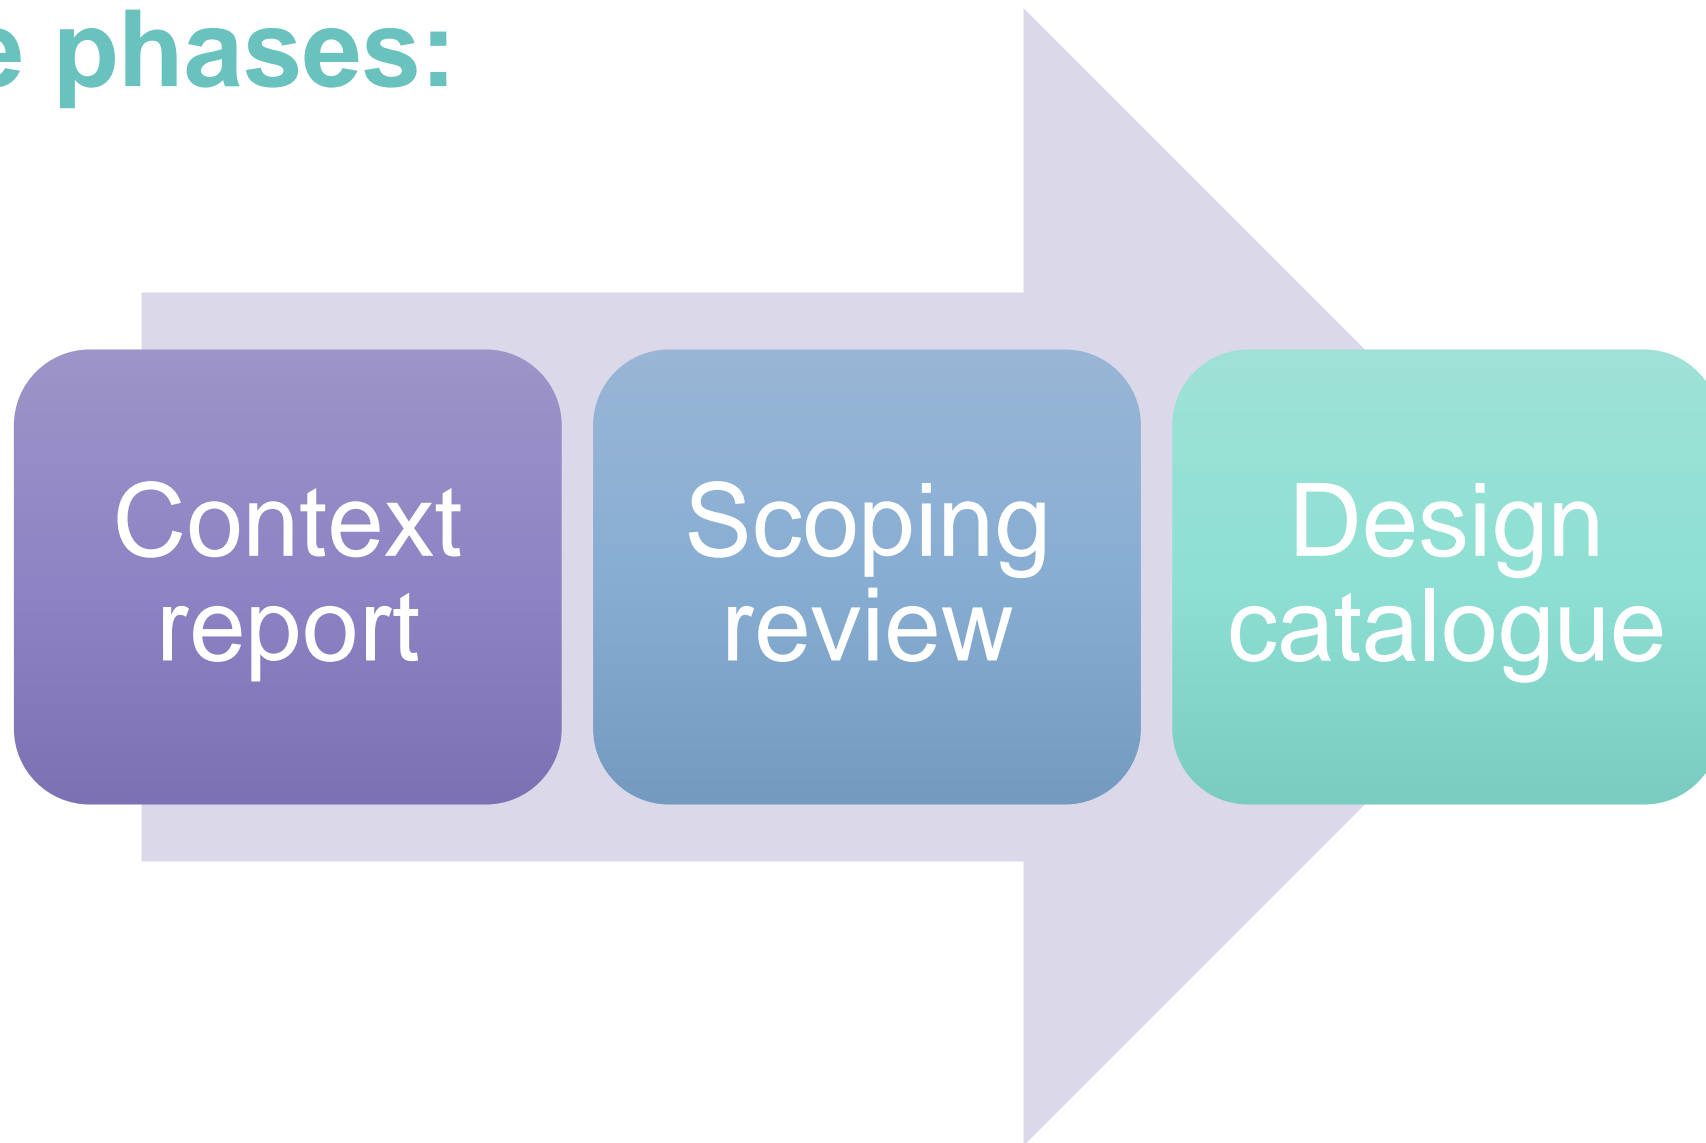 e phases:
Context
report
Scoping
review
Design
catalogue